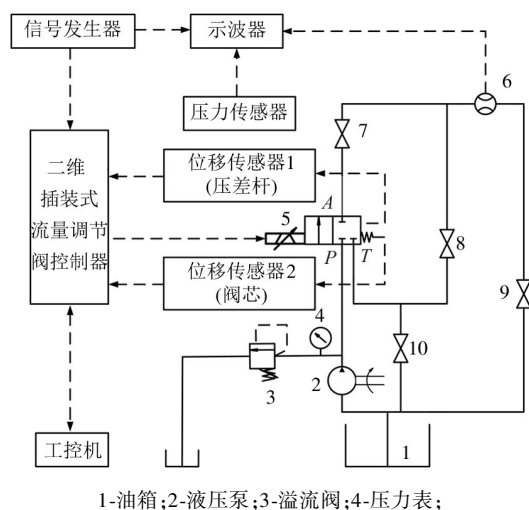 信号发生器
示波器
6
压力传感器
7
二维
插装式
流量调节
阀控制器
位移传感器1
(压差杆)
A
5
P
T
8
位移传感器2
(阀芯)
9
4
10
3
2
工控机
1
1-油箱;2-液压泵;3-溢流阀;4-压力表;